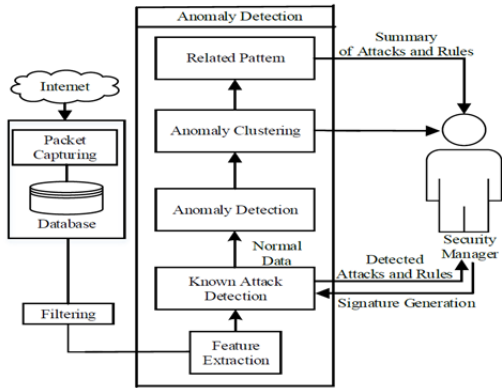 Anomaly Detection
Related Pattern
Summary
of Attacks and Rules
Internet
Packet
Capturing
Database
Anomaly Clustering
Anomaly Detection
Normal
Data
Security
Manager
Detected
Attacks and Rules
Known Attack
Detection
Signature Generation
Filtering
Feature
Extraction